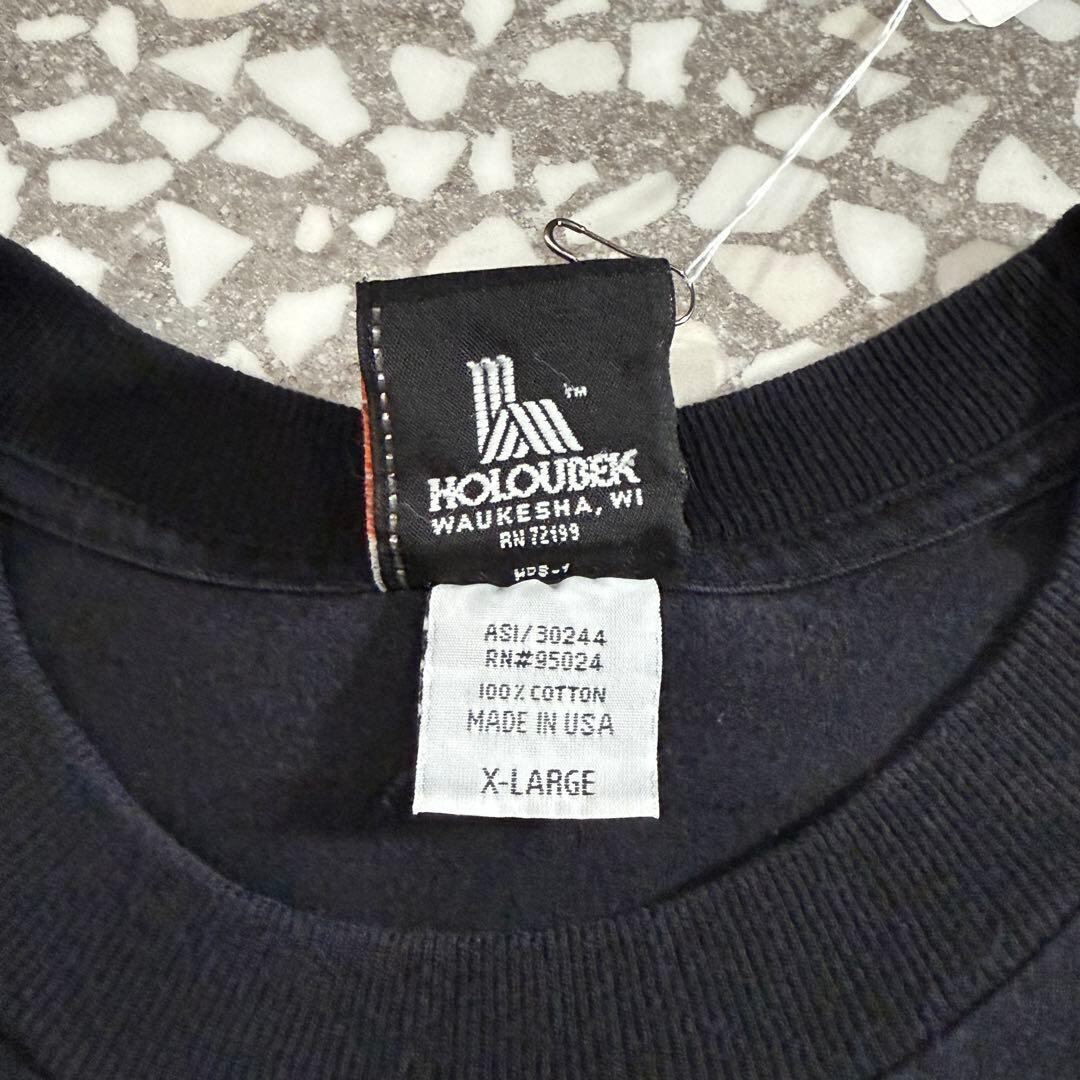 TM
HOLOUBEK
WAUKESHA, WI
RN 72199
ASI/30244
RN#95024
100% COTTON
MADE IN USA
X-LARGE